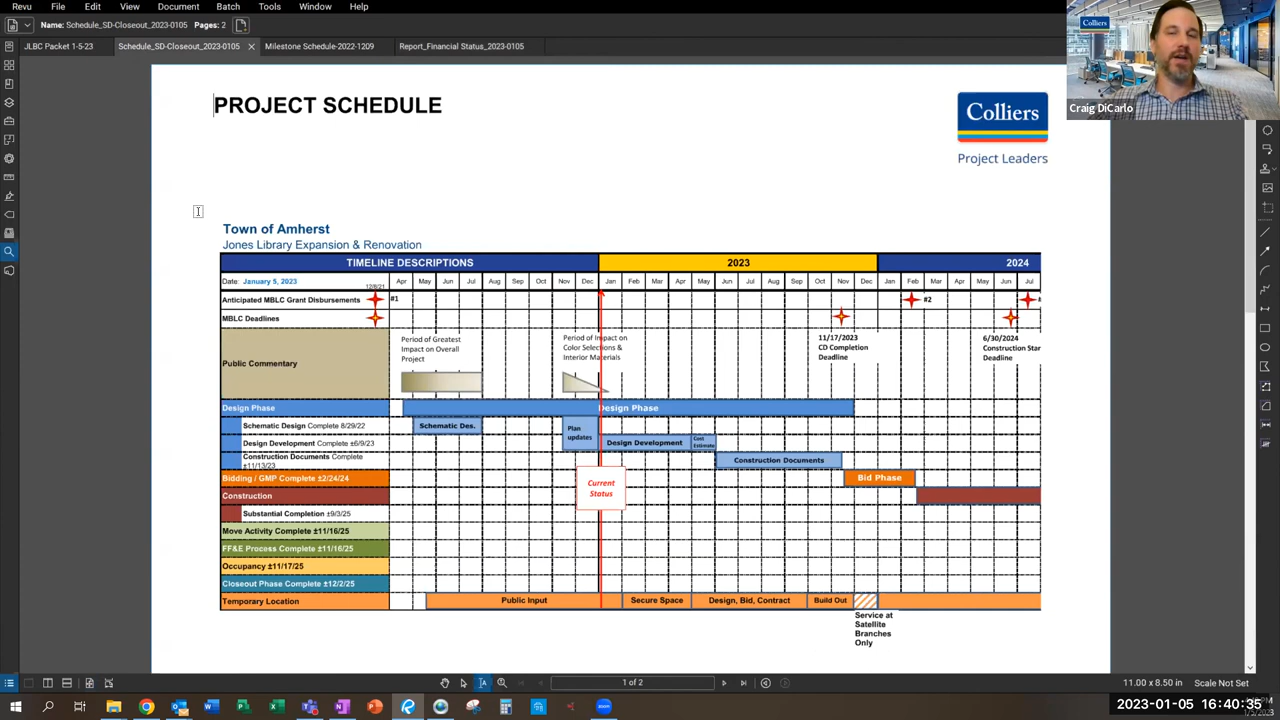 Revu File Edit View Document Batch Tools Window Help
Name: Schedule_SD-Closeout_2023-0105 Pages: 2
JLBC Packet 1-5-23 Schedule_SD-Closeout_2023-0105 Milestone Schedule-2022-1209 Report_Financial_Status_2023-0105
Colliers
Craig DiCarlo
PROJECT SCHEDULE
Colliers
Project Leaders
Town of Amherst
Jones Library Expansion & Renovation
TIMELINE DESCRIPTIONS 2023 2024
Date: January 5, 2023 12/8/21 Apr May Jun Jul Aug Sep Oct Nov Dec Jan Feb Mar Apr May Jun Jul Aug Sep Oct Nov Dec Jan Feb Mar Apr May Jun Jul
Anticipated MBLC Grant Disbursements #1 #2
MBLC Deadlines
Public Commentary
Period of Greatest
Impact on Overall
Project
Period of Impact on
Color Selections &
Interior Materials
11/17/2023
CD Completion
Deadline
6/30/2024
Construction Star
Deadline
Design Phase Design Phase
Schematic Design Complete 8/29/22 Schematic Des.
Plan
updates
Design Development Complete ±6/9/23 Design Development
Cost
Estimate
Construction Documents Complete
±11/13/23
Construction Documents
Bidding / GMP Complete ±2/24/24 Bid Phase
Current
Status
Construction
Substantial Completion ±9/3/25
Move Activity Complete ±11/16/25
FF&E Process Complete ±11/16/25
Occupancy ±11/17/25
Closeout Phase Complete ±12/2/25
Temporary Location Public Input Secure Space Design, Bid, Contract Build Out
Service at
Satellite
Branches
Only
1 of 2
11.00 x 8.50 in Scale Not Set
2023-01-05 16:40:35